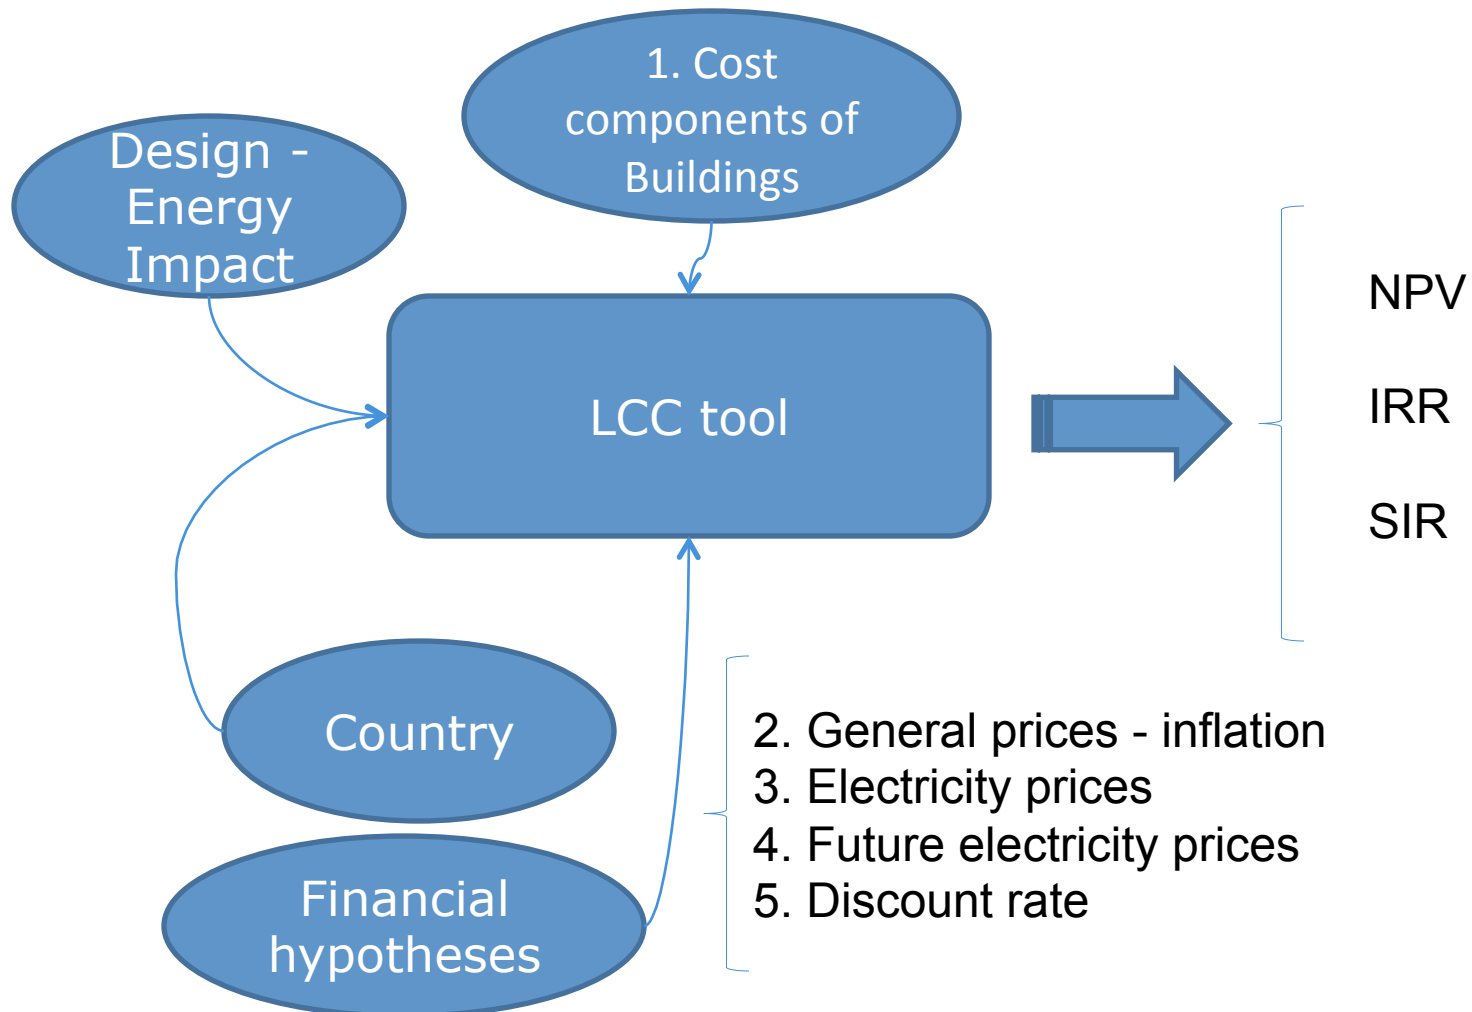 1. Cost
components of
Buildings
Design -
Energy
Impact
LCC tool
NPV
IRR
SIR
Country
Financial
hypotheses
2. General prices - inflation
3. Electricity prices
4. Future electricity prices
5. Discount rate